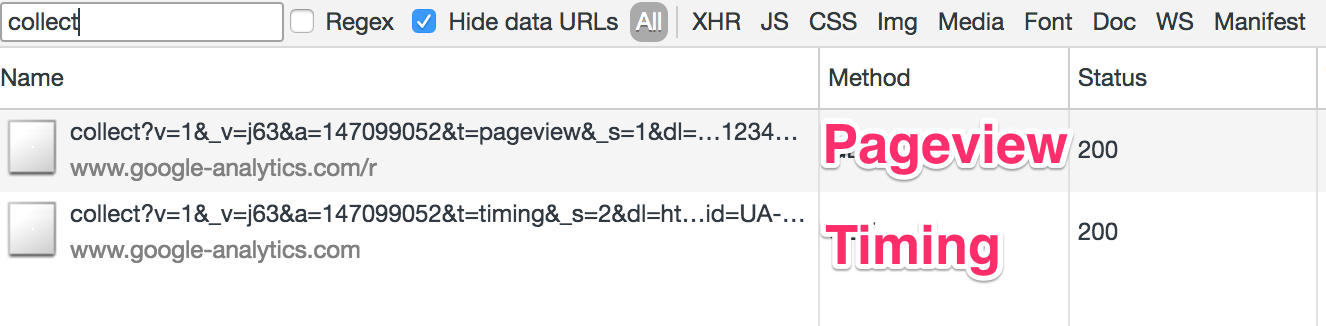 collect Regex Hide data URLs All XHR JS CSS Img Media Font Doc WS Manifest
Name Method Status
collect?v=1&_v=j63&a=147099052&t=pageview&_s=1&dl=…1234…
www.google-analytics.com/r
Pageview 200
collect?v=1&_v=j63&a=147099052&t=timing&_s=2&dl=ht…id=UA-…
www.google-analytics.com
Timing 200